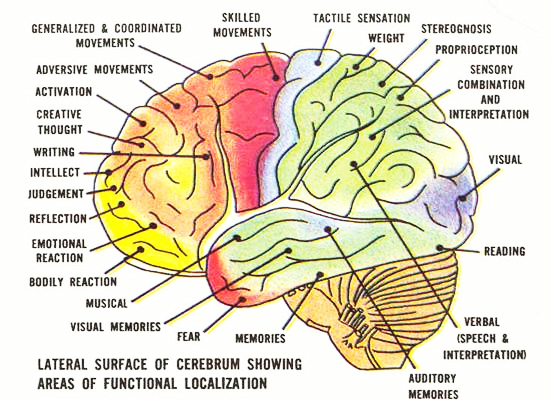 GENERALIZED & COORDINATED
MOVEMENTS
SKILLED
MOVEMENTS
TACTILE SENSATION
WEIGHT
STEREOGNOSIS
PROPRIOCEPTION
SENSORY
COMBINATION
AND
INTERPRETATION
VISUAL
READING
VERBAL
(SPEECH &
INTERPRETATION)
AUDITORY
MEMORIES
ADVERSIVE MOVEMENTS
ACTIVATION
CREATIVE
THOUGHT
WRITING
INTELLECT
JUDGEMENT
REFLECTION
EMOTIONAL
REACTION
BODILY REACTION
MUSICAL
VISUAL MEMORIES
FEAR
MEMORIES
LATERAL SURFACE OF CEREBRUM SHOWING
AREAS OF FUNCTIONAL LOCALIZATION